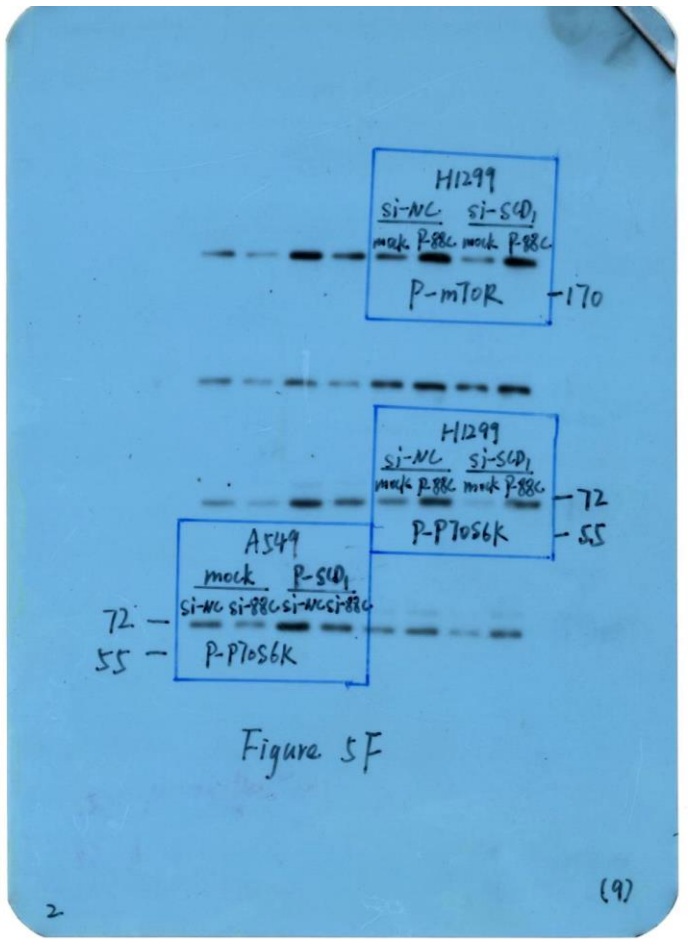 H1299
si-NC si-SCD1
mock P-88C mock P-88C
P-mTOR -170
H1299
si-NC si-SCD1
mock P-88C mock P-88C -72
P-P70S6K -55
A549
mock P-SCD1
si-NC si-88C si-NC si-88C
72 -
55 - P-P70S6K
Figure 5F
2 (9)